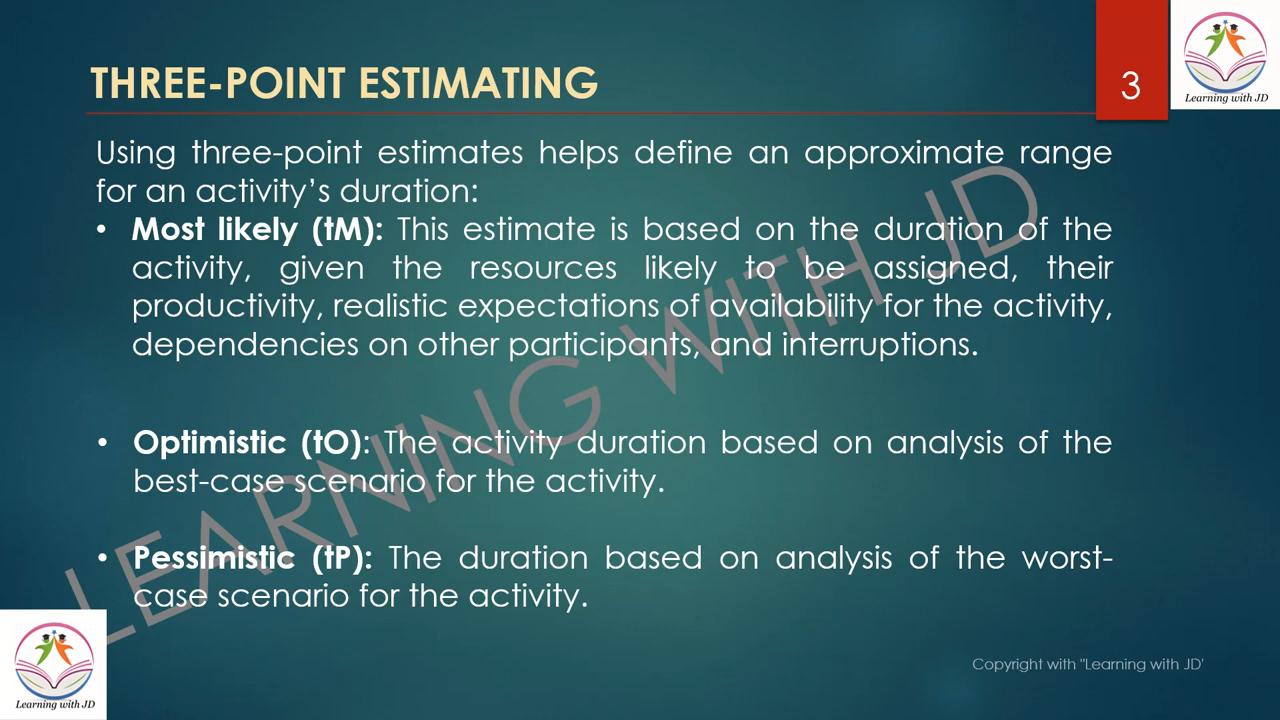 THREE-POINT ESTIMATING
3
Learning with JD
Using three-point estimates helps define an approximate range
for an activity's duration:
• Most likely (tM): This estimate is based on the duration of the
activity, given the resources likely to be assigned, their
productivity, realistic expectations of availability for the activity,
dependencies on other participants, and interruptions.
• Optimistic (tO): The activity duration based on analysis of the
best-case scenario for the activity.
• Pessimistic (tP): The duration based on analysis of the worst-
case scenario for the activity.
LEARNING WITH JD
Learning with JD
Copyright with "Learning with JD'